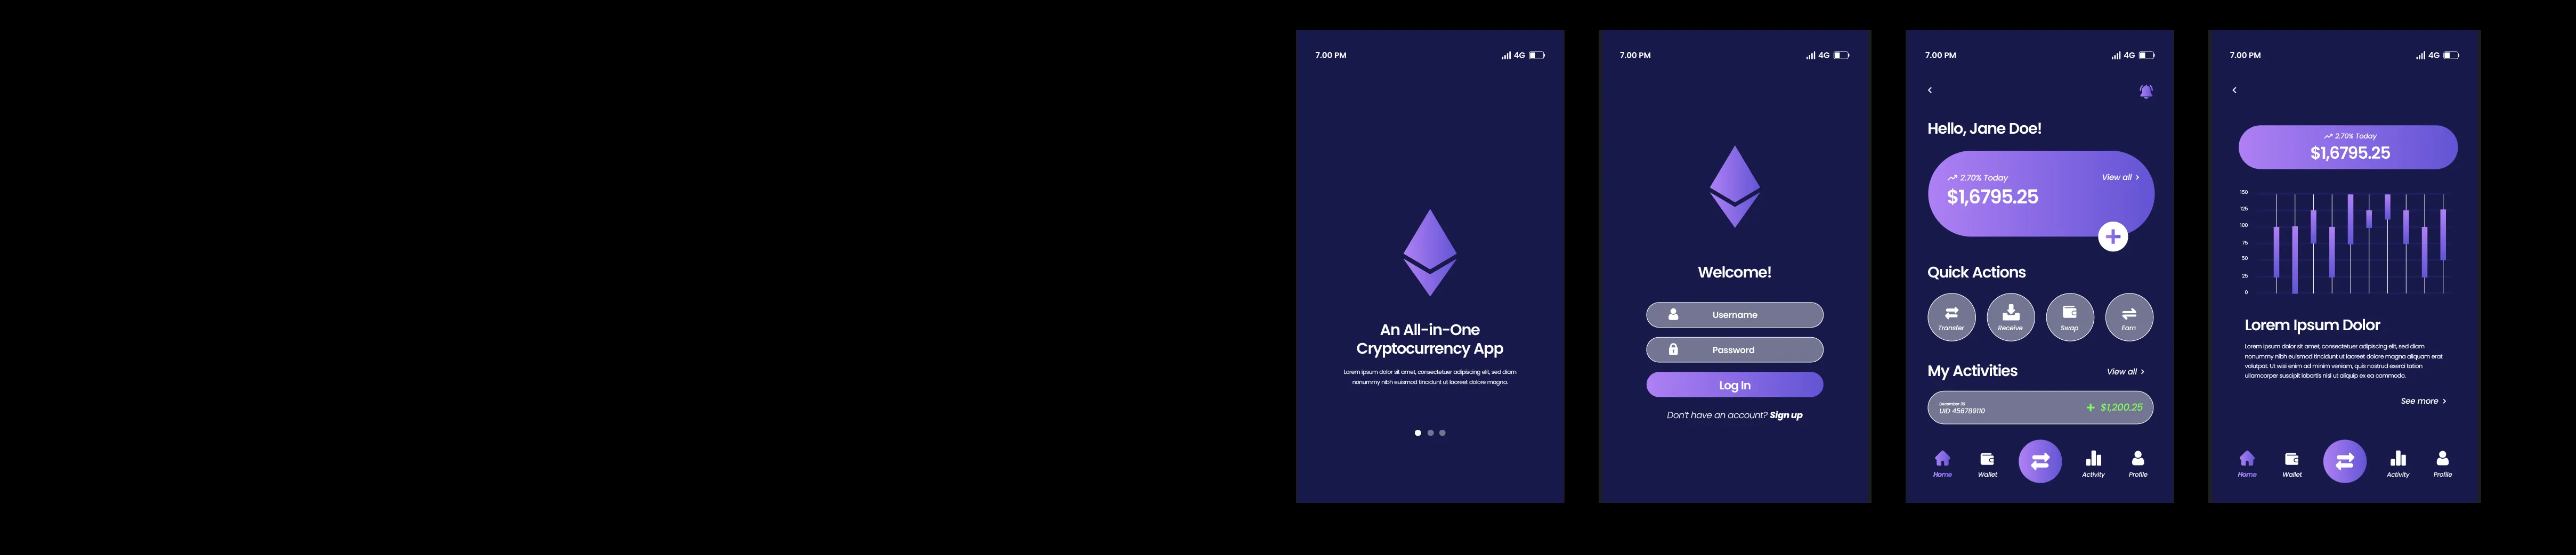 7.00 PM
4G
An All-in-One
Cryptocurrency App
Lorem ipsum dolor sit amet, consectetuer adipiscing elit, sed diam
nonummy nibh euismod tincidunt ut laoreet dolore magna.
7.00 PM
4G
Welcome!
Username
Password
Log In
Don't have an account? Sign up
7.00 PM
4G
Hello, Jane Doe!
2.70% Today
View all
$1,6795.25
Quick Actions
Transfer
Receive
Swap
Earn
My Activities
View all
December 20
UID 456789110
+ $1,200.25
Home
Wallet
Activity
Profile
7.00 PM
4G
2.70% Today
$1,6795.25
150
125
100
75
50
25
0
Lorem Ipsum Dolor
Lorem ipsum dolor sit amet, consectetuer adipiscing elit, sed diam
nonummy nibh euismod tincidunt ut laoreet dolore magna aliquam erat
volutpat. Ut wisi enim ad minim veniam, quis nostrud exerci tation
ullamcorper suscipit lobortis nisl ut aliquip ex ea commodo.
See more
Home
Wallet
Activity
Profile